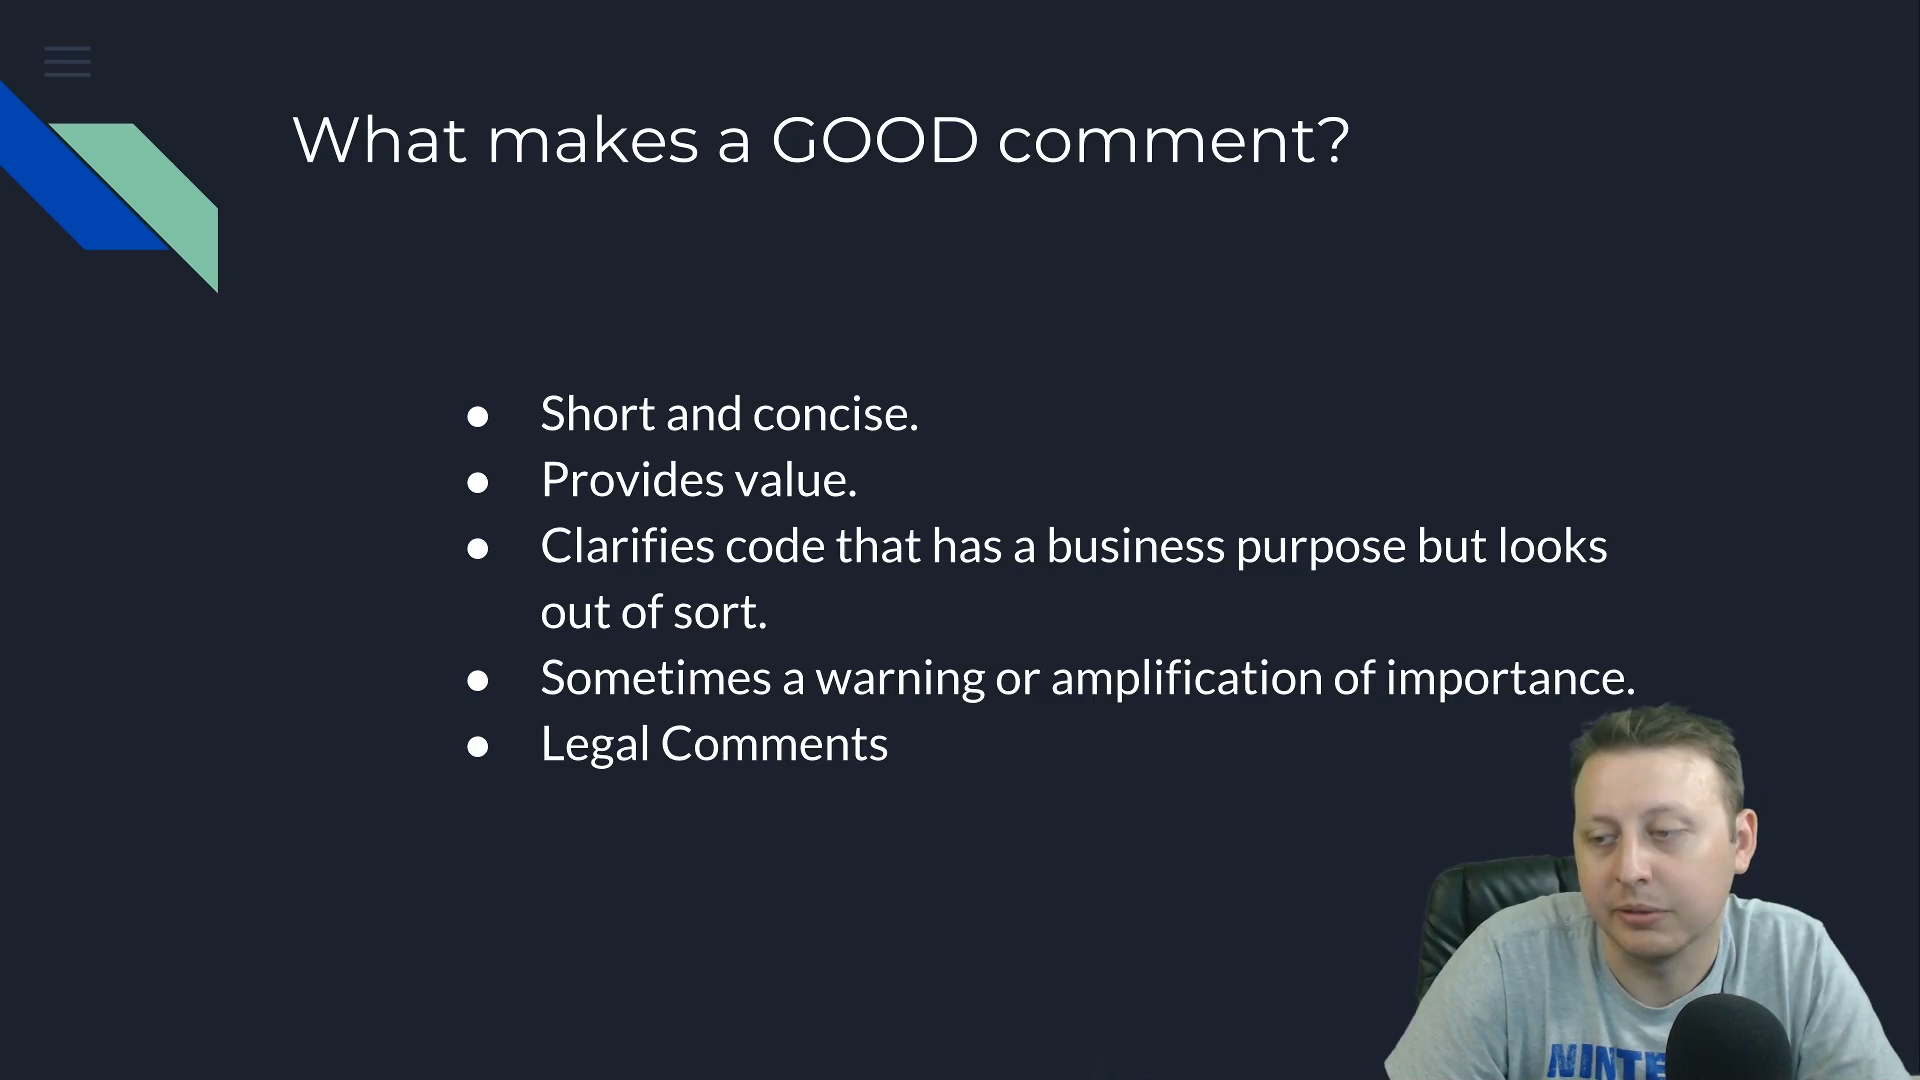 What makes a GOOD comment?
● Short and concise.
● Provides value.
● Clarifies code that has a business purpose but looks
out of sort.
● Sometimes a warning or amplification of importance.
● Legal Comments